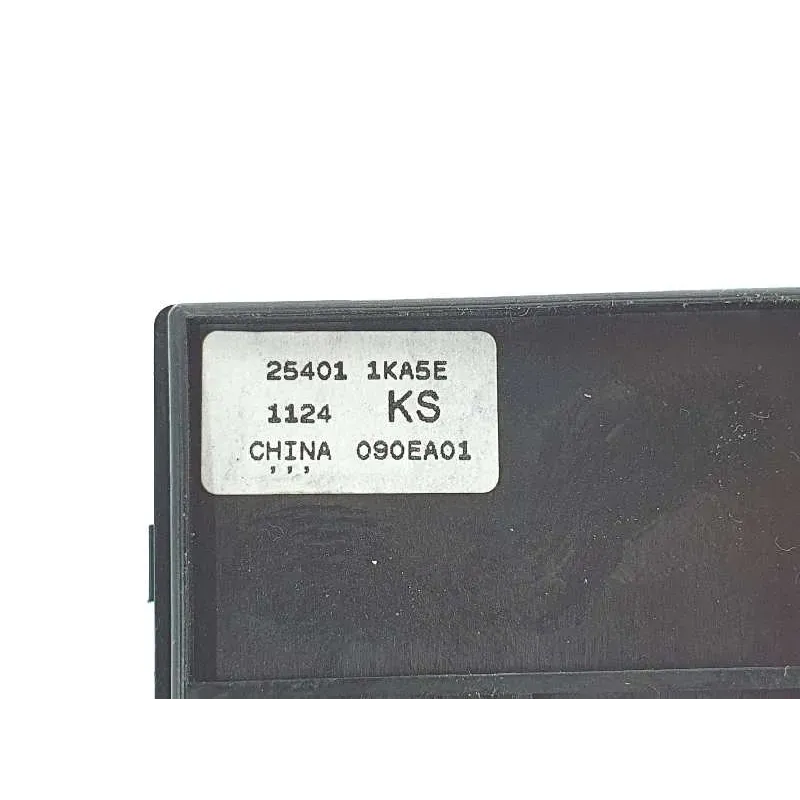 25401 1KA5E
1124 KS
CHINA 090EA01
,,,